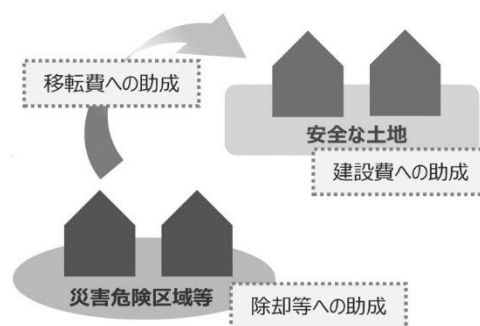 移転費への助成
安全な土地
建設費への助成
災害危険区域等
除却等への助成